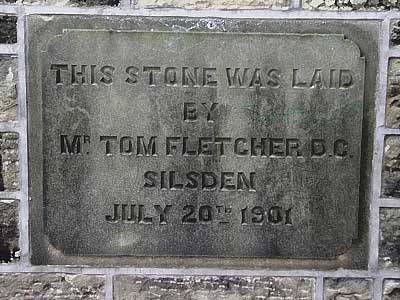 THIS STONE WAS LAID
BY
Mr TOM FLETCHER D.C.
SILSDEN
JULY 20TH 1901